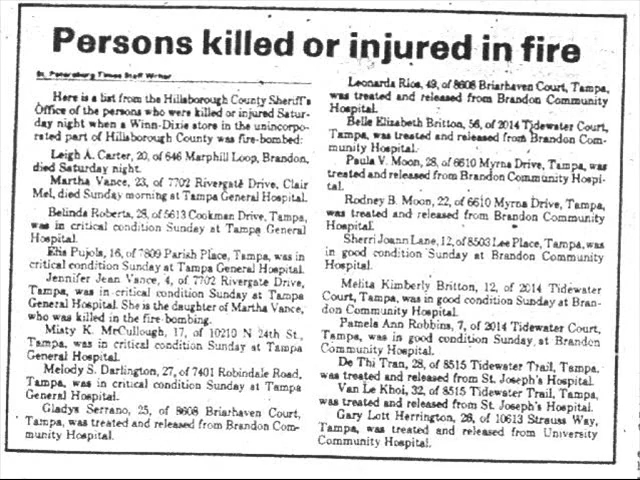 Persons killed or injured in fire
St. Petersburg Times Staff Writer
Here is a list from the Hillsborough County Sheriff's
Office of the persons who were killed or injured Satur-
day night when a Winn-Dixie store in the unincorpo-
rated part of Hillsborough County was fire-bombed:
Leigh A. Carter, 20, of 646 Marphill Loop, Brandon,
died Saturday night.
Martha Vance, 23, of 7702 Rivergate Drive, Clair
Mel, died Sunday morning at Tampa General Hospital.
Belinda Roberts, 28, of 5613 Cookman Drive, Tampa,
was in critical condition Sunday at Tampa General
Hospital.
Elis Pujols, 16, of 7809 Parish Place, Tampa, was in
critical condition Sunday at Tampa General Hospital.
Jennifer Jean Vance, 4, of 7702 Rivergate Drive,
Tampa, was in critical condition Sunday at Tampa
General Hospital. She is the daughter of Martha Vance,
who was killed in the fire-bombing.
Misty K. McCullough, 17, of 10210 N 24th St.,
Tampa, was in critical condition Sunday at Tampa
General Hospital.
Melody S. Darlington, 27, of 7401 Robindale Road,
Tampa, was in critical condition Sunday at Tampa
General Hospital.
Gladys Serrano, 25, of 8608 Briarhaven Court,
Tampa, was treated and released from Brandon Com-
munity Hospital.
Leonarda Rios, 49, of 8608 Briarhaven Court, Tampa,
was treated and released from Brandon Community
Hospital.
Belle Elizabeth Britton, 56, of 2014 Tidewater Court,
Tampa, was treated and released from Brandon Com-
munity Hospital.
Paula V. Moon, 28, of 6610 Myrna Drive, Tampa, was
treated and released from Brandon Community Hospi-
tal.
Rodney B. Moon, 22, of 6610 Myrna Drive, Tampa,
was treated and released from Brandon Community
Hospital.
Sherri Joann Lane, 12, of 8503 Lee Place, Tampa, was
in good condition Sunday at Brandon Community
Hospital.
Melita Kimberly Britton, 12, of 2014 Tidewater
Court, Tampa, was in good condition Sunday at Bran-
don Community Hospital.
Pamela Ann Robbins, 7, of 2014 Tidewater Court,
Tampa, was in good condition Sunday at Brandon
Community Hospital.
De Thi Tran, 28, of 8515 Tidewater Trail, Tampa,
was treated and released from St. Joseph's Hospital.
Van Le Khoi, 32, of 8515 Tidewater Trail, Tampa,
was treated and released from St. Joseph's Hospital.
Gary Lott Herrington, 26, of 10613 Strauss Way,
Tampa, was treated and released from University
Community Hospital.